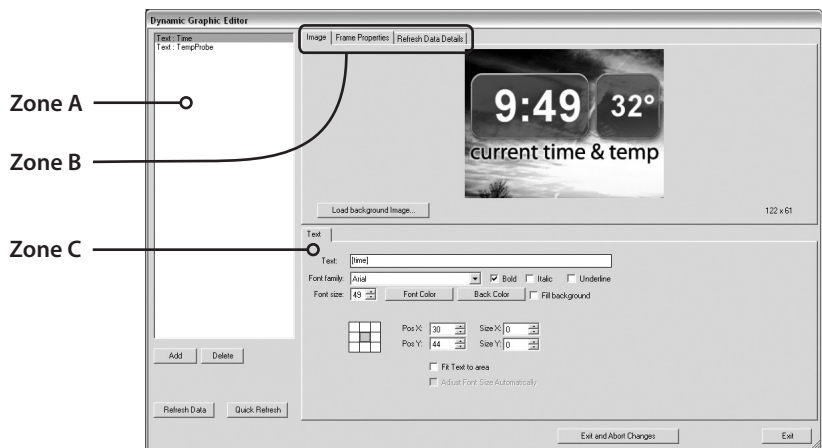 Dynamic Graphic Editor
Text : Time
Text : TempProbe
Image Frame Properties Refresh Data Details
Zone A
Zone B
Zone C
9:49 32°
current time & temp
Load background Image...
122 x 61
Text
Text: [time]
Font family: Arial Bold Italic Underline
Font size: 49 Font Color Back Color Fill background
Pos X: 30 Size X: 0
Pos Y: 44 Size Y: 0
Fit Text to area
Adjust Font Size Automatically
Add Delete
Refresh Data Quick Refresh
Exit and Abort Changes Exit